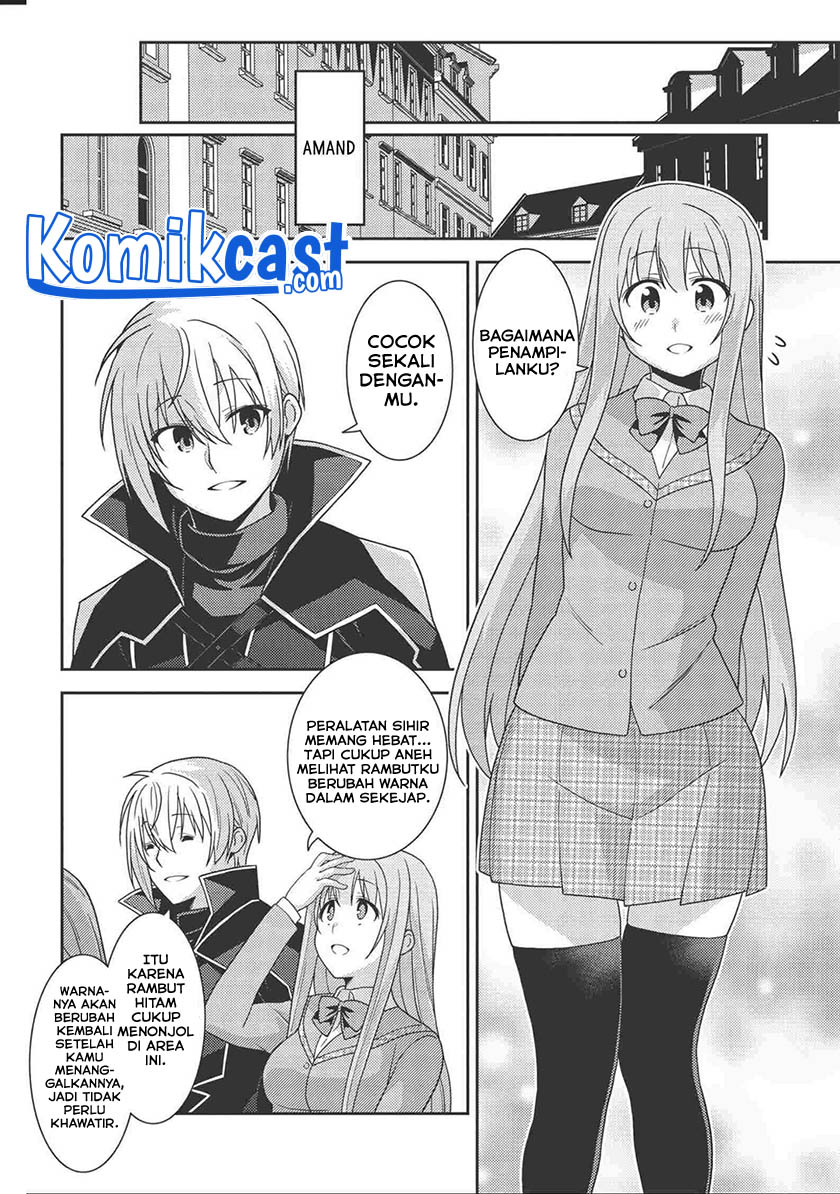 AMAND
Komikcast
.com
BAGAIMANA
PENAMPI-
LANKU?
COCOK
SEKALI
DENGAN-
MU.
PERALATAN SIHIR
MEMANG HEBAT...
TAPI CUKUP ANEH
MELIHAT RAMBUTKU
BERUBAH WARNA
DALAM SEKEJAP.
ITU
KARENA
RAMBUT
HITAM
CUKUP
MENONJOL
DI AREA
INI.
WARNA-
NYA AKAN
BERUBAH
KEMBALI
SETELAH
KAMU
MENANG-
GALKANNYA,
JADI TIDAK
PERLU
KHAWATIR.